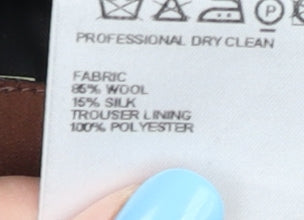 P
PROFESSIONAL DRY CLEAN
FABRIC
85% WOOL
15% SILK
TROUSER LINING
100% POLYESTER